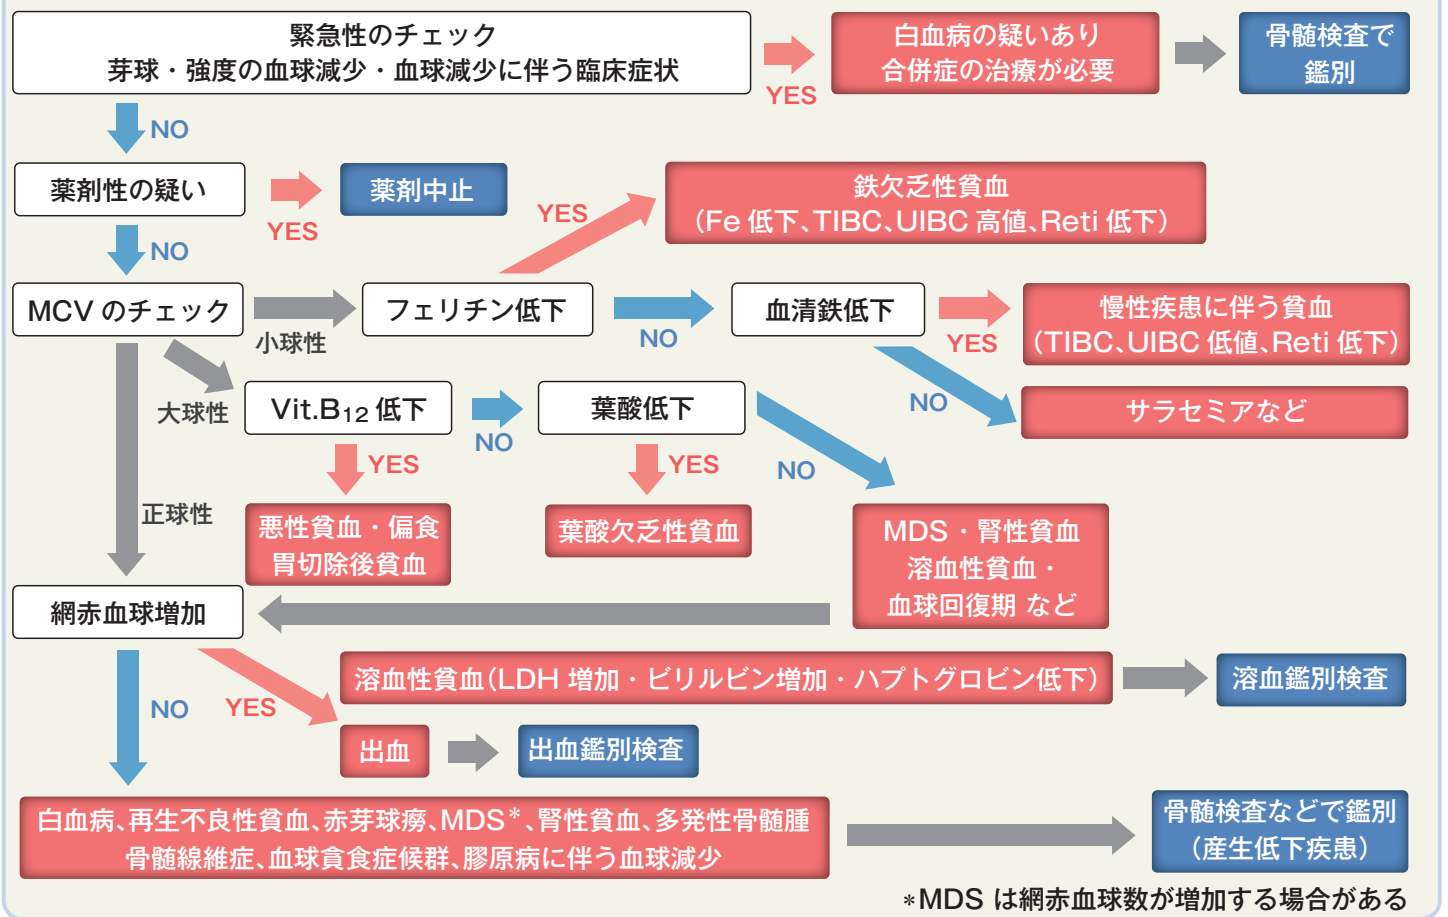 緊急性のチェック
芽球・強度の血球減少・血球減少に伴う臨床症状
YES
白血病の疑いあり
合併症の治療が必要
骨髄検査で
鑑別
NO
薬剤性の疑い
YES
薬剤中止
YES
鉄欠乏性貧血
(Fe 低下、TIBC、UIBC 高値、Reti 低下)
NO
MCV のチェック
小球性
フェリチン低下
NO
血清鉄低下
YES
慢性疾患に伴う貧血
(TIBC、UIBC 低値、Reti 低下)
大球性
Vit.B₁₂ 低下
NO
葉酸低下
NO
サラセミアなど
YES
YES
NO
正球性
悪性貧血・偏食
胃切除後貧血
葉酸欠乏性貧血
MDS・腎性貧血
溶血性貧血・
血球回復期 など
網赤血球増加
NO
YES
溶血性貧血(LDH 増加・ビリルビン増加・ハプトグロビン低下)
溶血鑑別検査
出血
出血鑑別検査
白血病、再生不良性貧血、赤芽球癆、MDS*、腎性貧血、多発性骨髄腫
骨髄線維症、血球貪食症候群、膠原病に伴う血球減少
骨髄検査などで鑑別
(産生低下疾患)
*MDS は網赤血球数が増加する場合がある